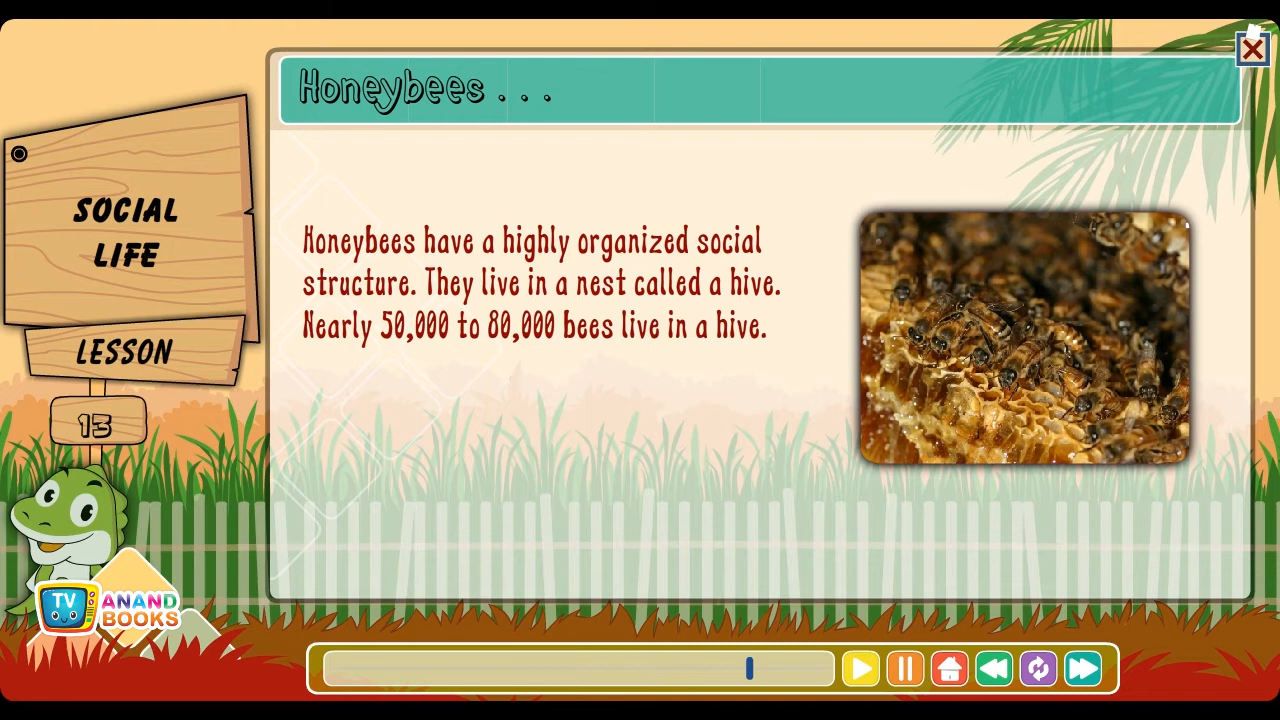 Honeybees . . .
SOCIAL
LIFE
LESSON
13
Honeybees have a highly organized social
structure. They live in a nest called a hive.
Nearly 50,000 to 80,000 bees live in a hive.
TV
ANAND
BOOKS